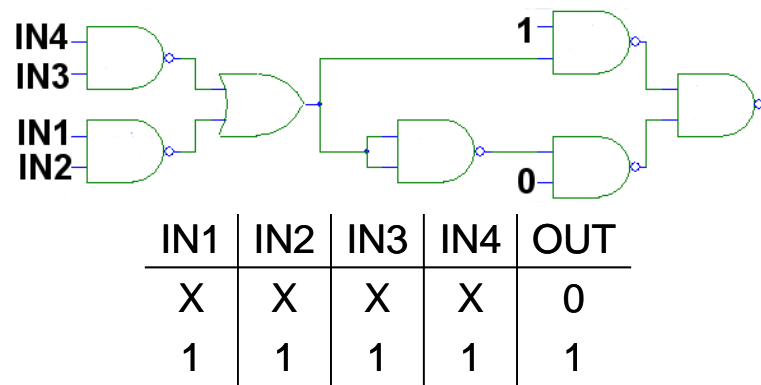 IN4
1
IN3
IN1
IN2
0
IN1 IN2 IN3 IN4 OUT
X X X X 0
1 1 1 1 1